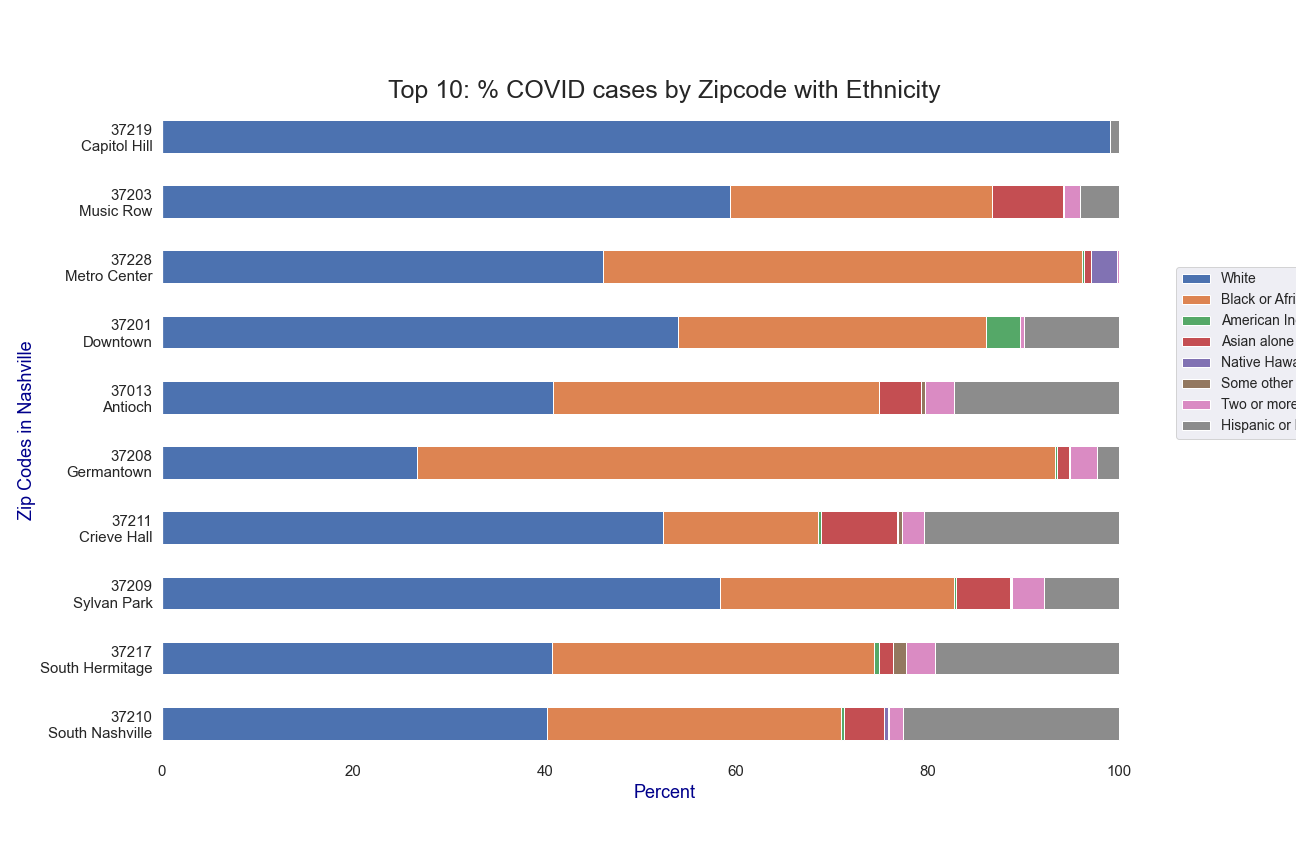 Top 10: % COVID cases by Zipcode with Ethnicity
37219
Capitol Hill
37203
Music Row
37228
Metro Center
37201
Downtown
37013
Antioch
37208
Germantown
37211
Crieve Hall
37209
Sylvan Park
37217
South Hermitage
37210
South Nashville
Zip Codes in Nashville
0 20 40 60 80 100
Percent
White
Black or Afri
American In
Asian alone
Native Hawa
Some other
Two or more
Hispanic or